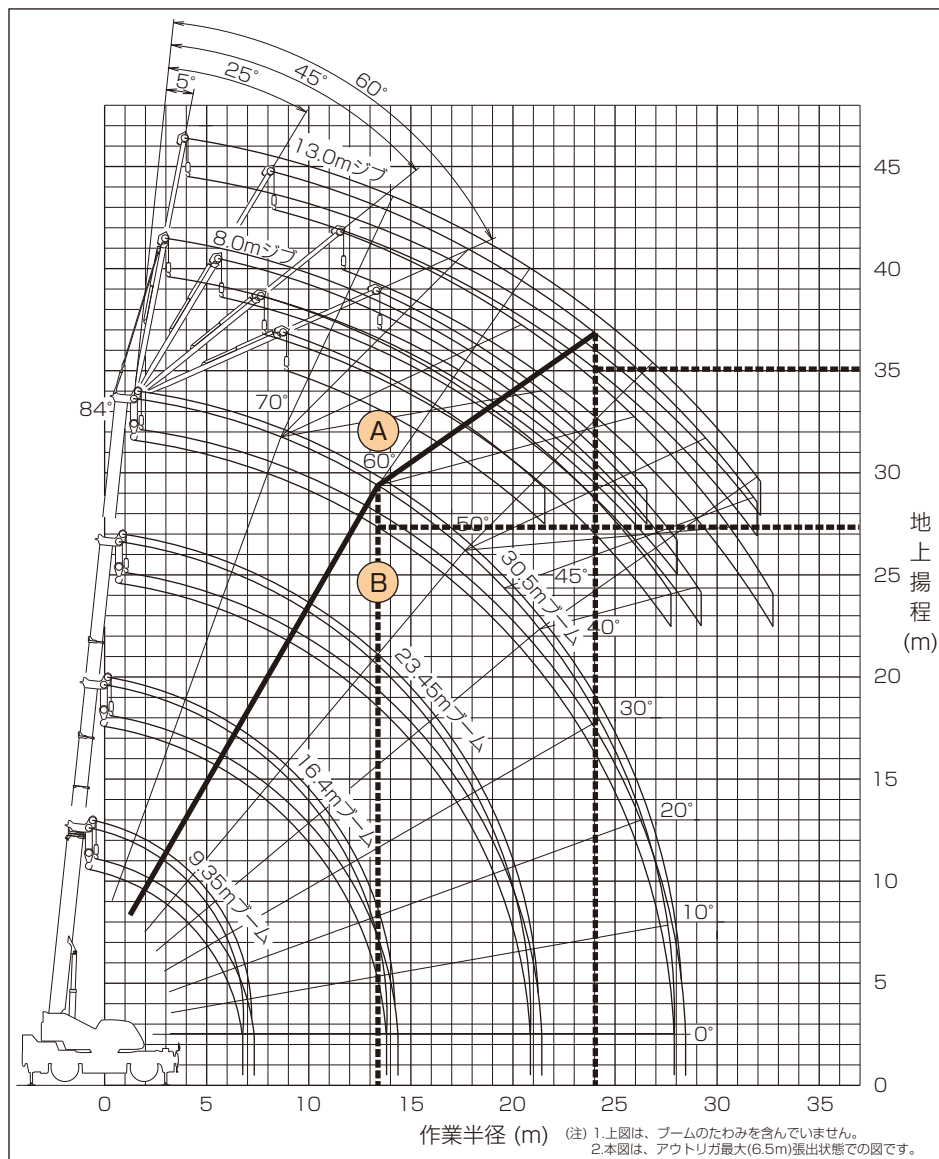 60°
45°
25°
5°
13.0mジブ
8.0mジブ
84°
70°
60°
50°
45°
40°
30°
20°
10°
0°
A
B
30.5mブーム
23.45mブーム
16.4mブーム
9.35mブーム
45
40
35
30
25
20
15
10
5
0
地上揚程
(m)
0 5 10 15 20 25 30 35
作業半径 (m)
(注) 1.上図は、ブームのたわみを含んでいません。
2.本図は、アウトリガ最大(6.5m)張出状態での図です。